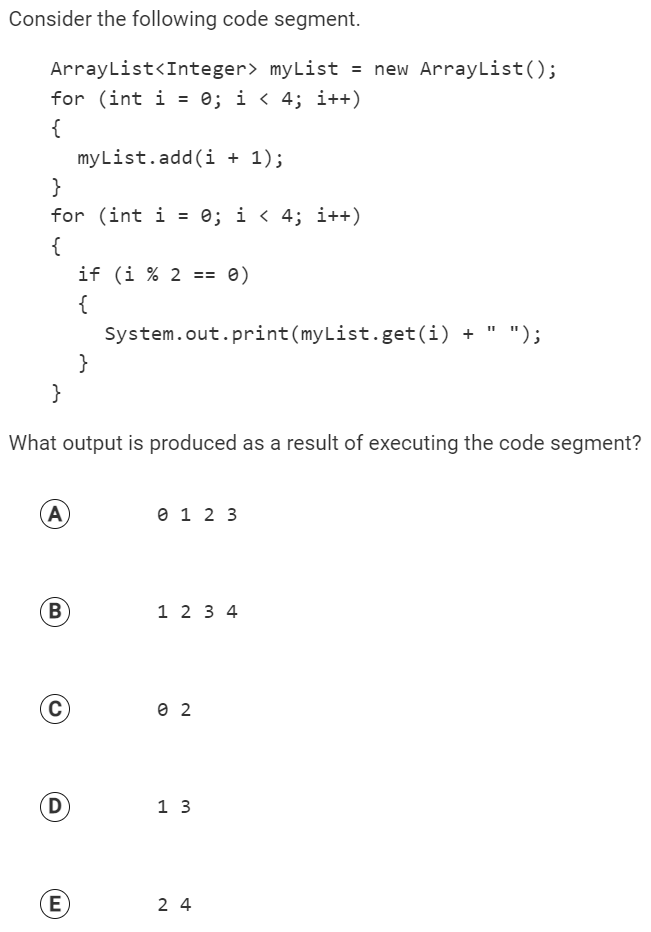 Consider the following code segment.
ArrayList<Integer> myList = new ArrayList();
for (int i = 0; i < 4; i++)
{
myList.add(i + 1);
}
for (int i = 0; i < 4; i++)
{
if (i % 2 == 0)
{
System.out.print(myList.get(i) + " ");
}
}
What output is produced as a result of executing the code segment?
A 0 1 2 3
B 1 2 3 4
C 0 2
D 1 3
E 2 4